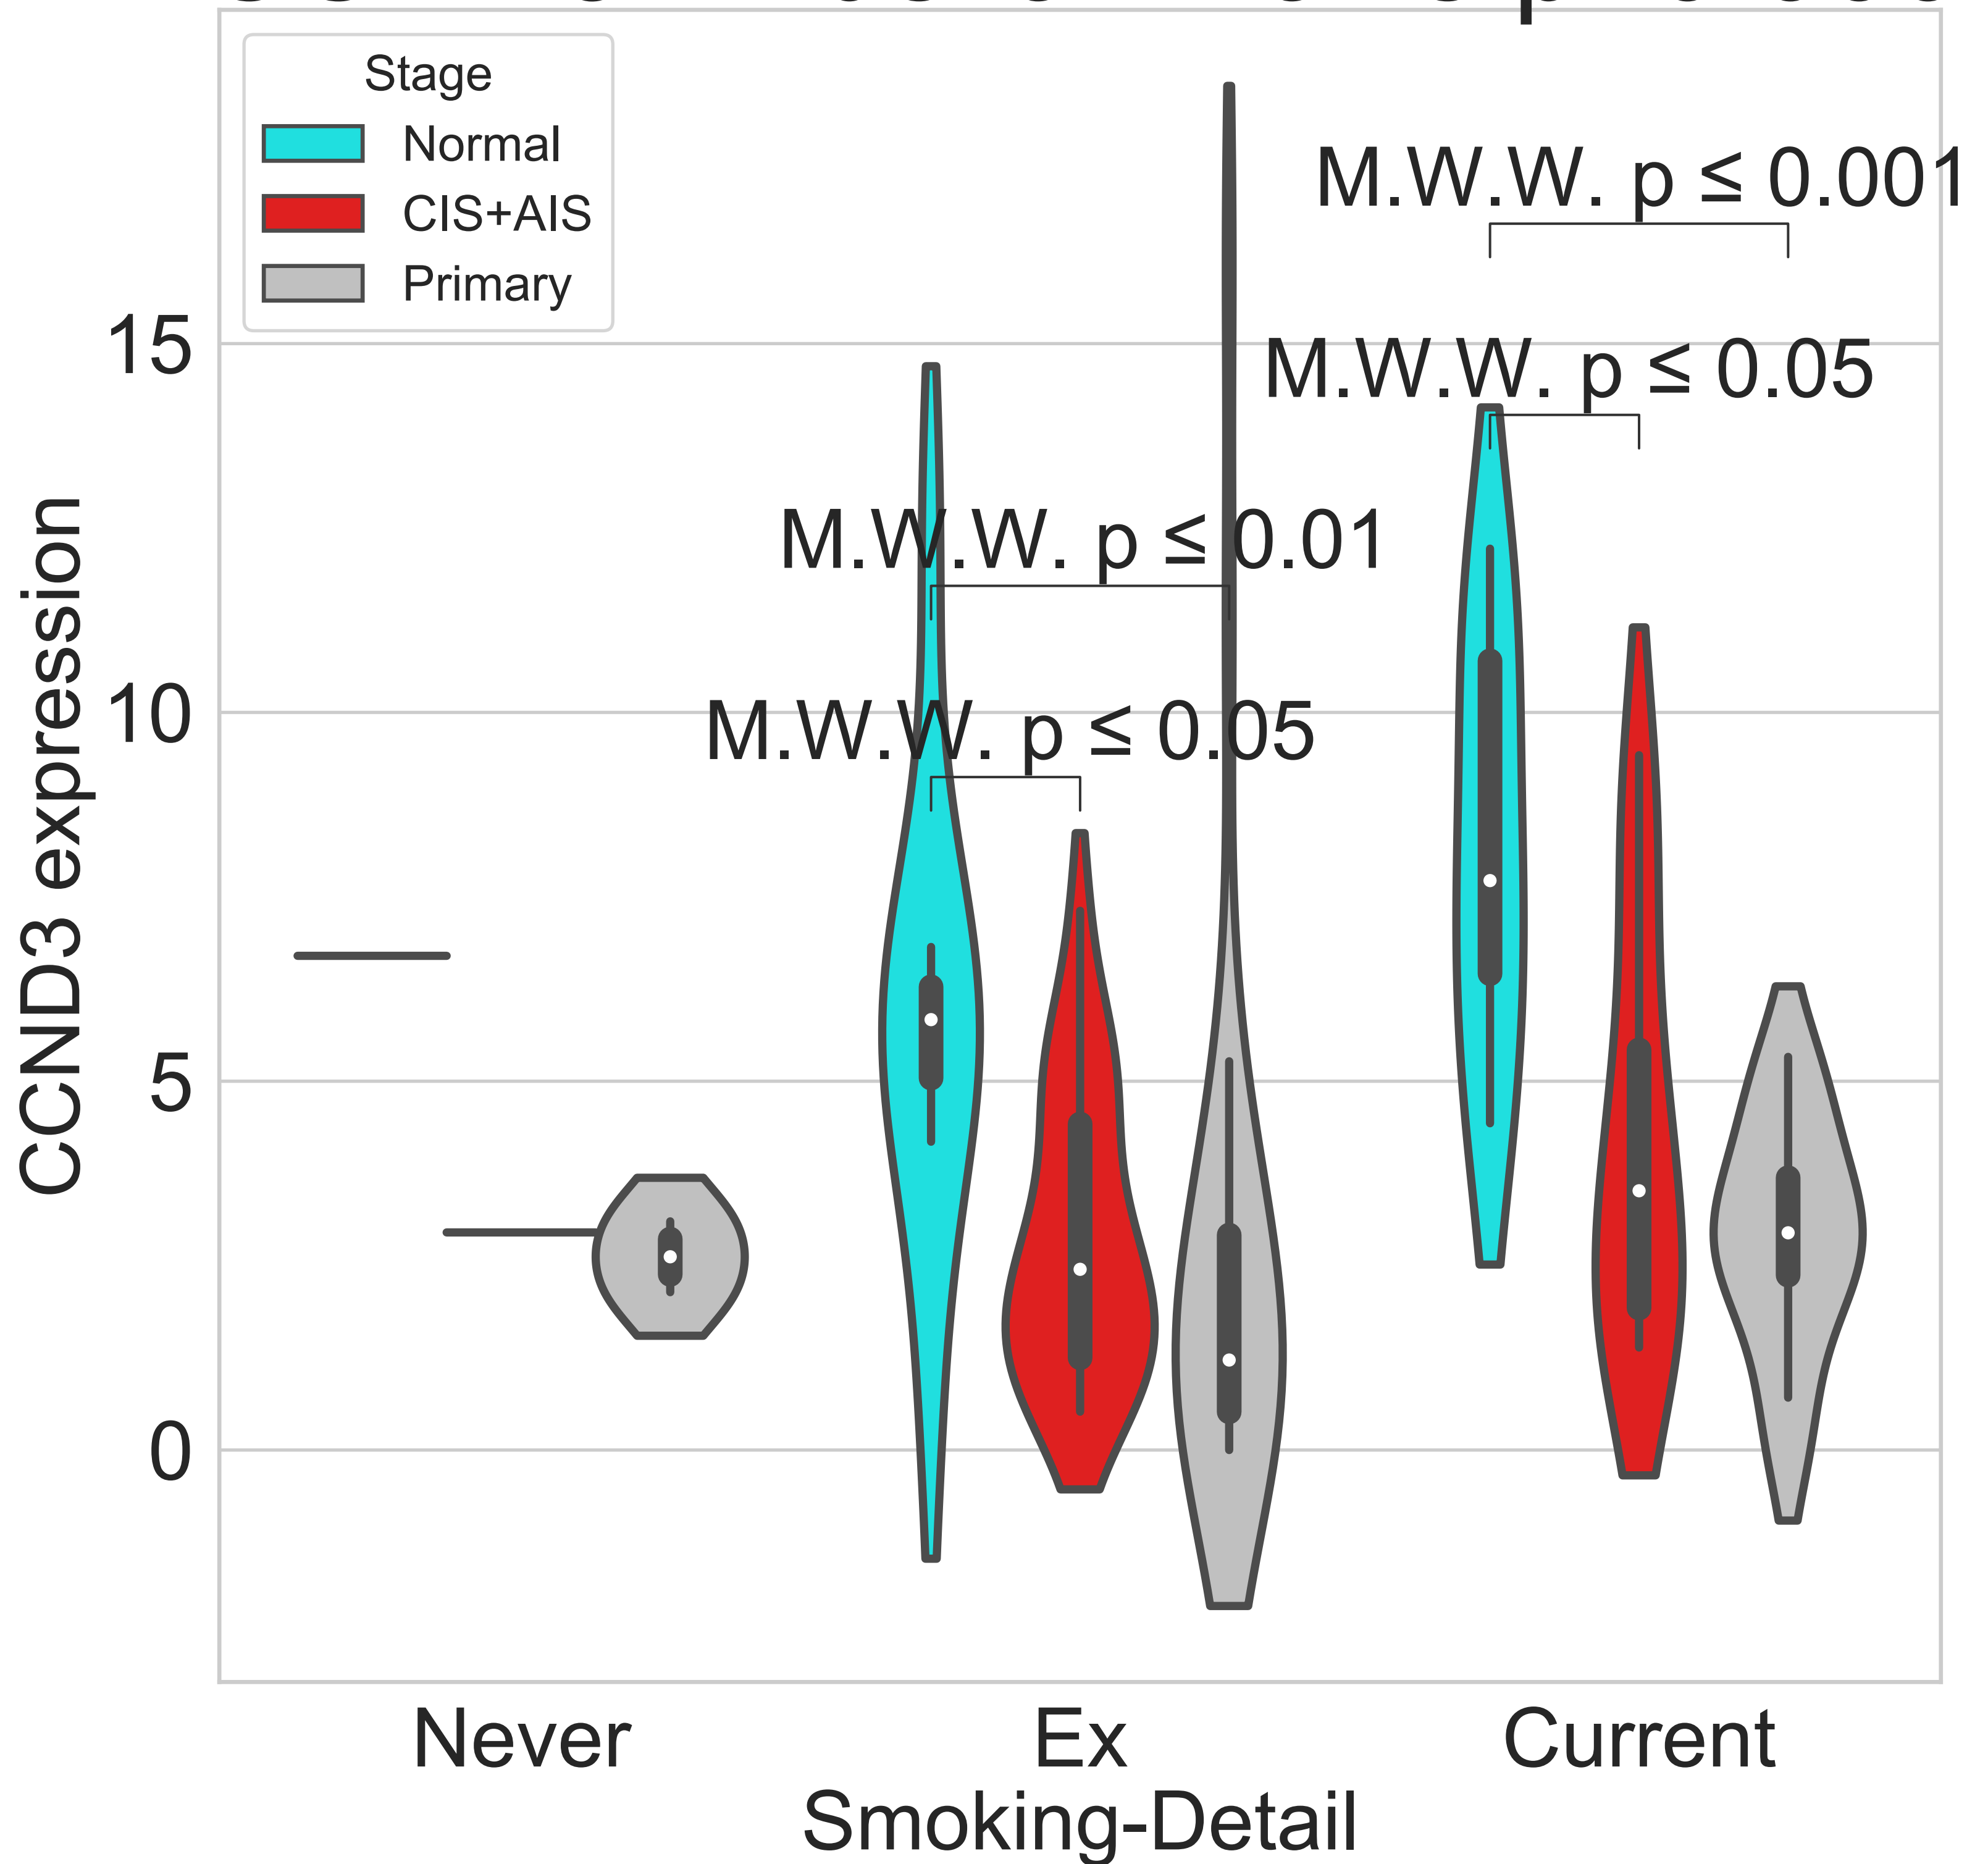 Stage
Normal
CIS+AIS
Primary
M.W.W. p ≤ 0.001
M.W.W. p ≤ 0.05
M.W.W. p ≤ 0.01
M.W.W. p ≤ 0.05
15
10
5
0
CCND3 expression
Never
Ex
Current
Smoking-Detail